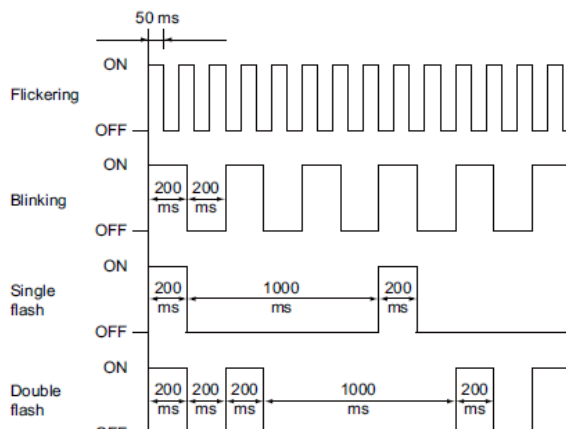 50 ms
ON
Flickering
OFF
ON
Blinking
200 200
ms ms
OFF
ON
Single
flash
200 1000 200
ms ms ms
OFF
ON
Double
flash
200 200 200 1000 200
ms ms ms ms ms
OFF